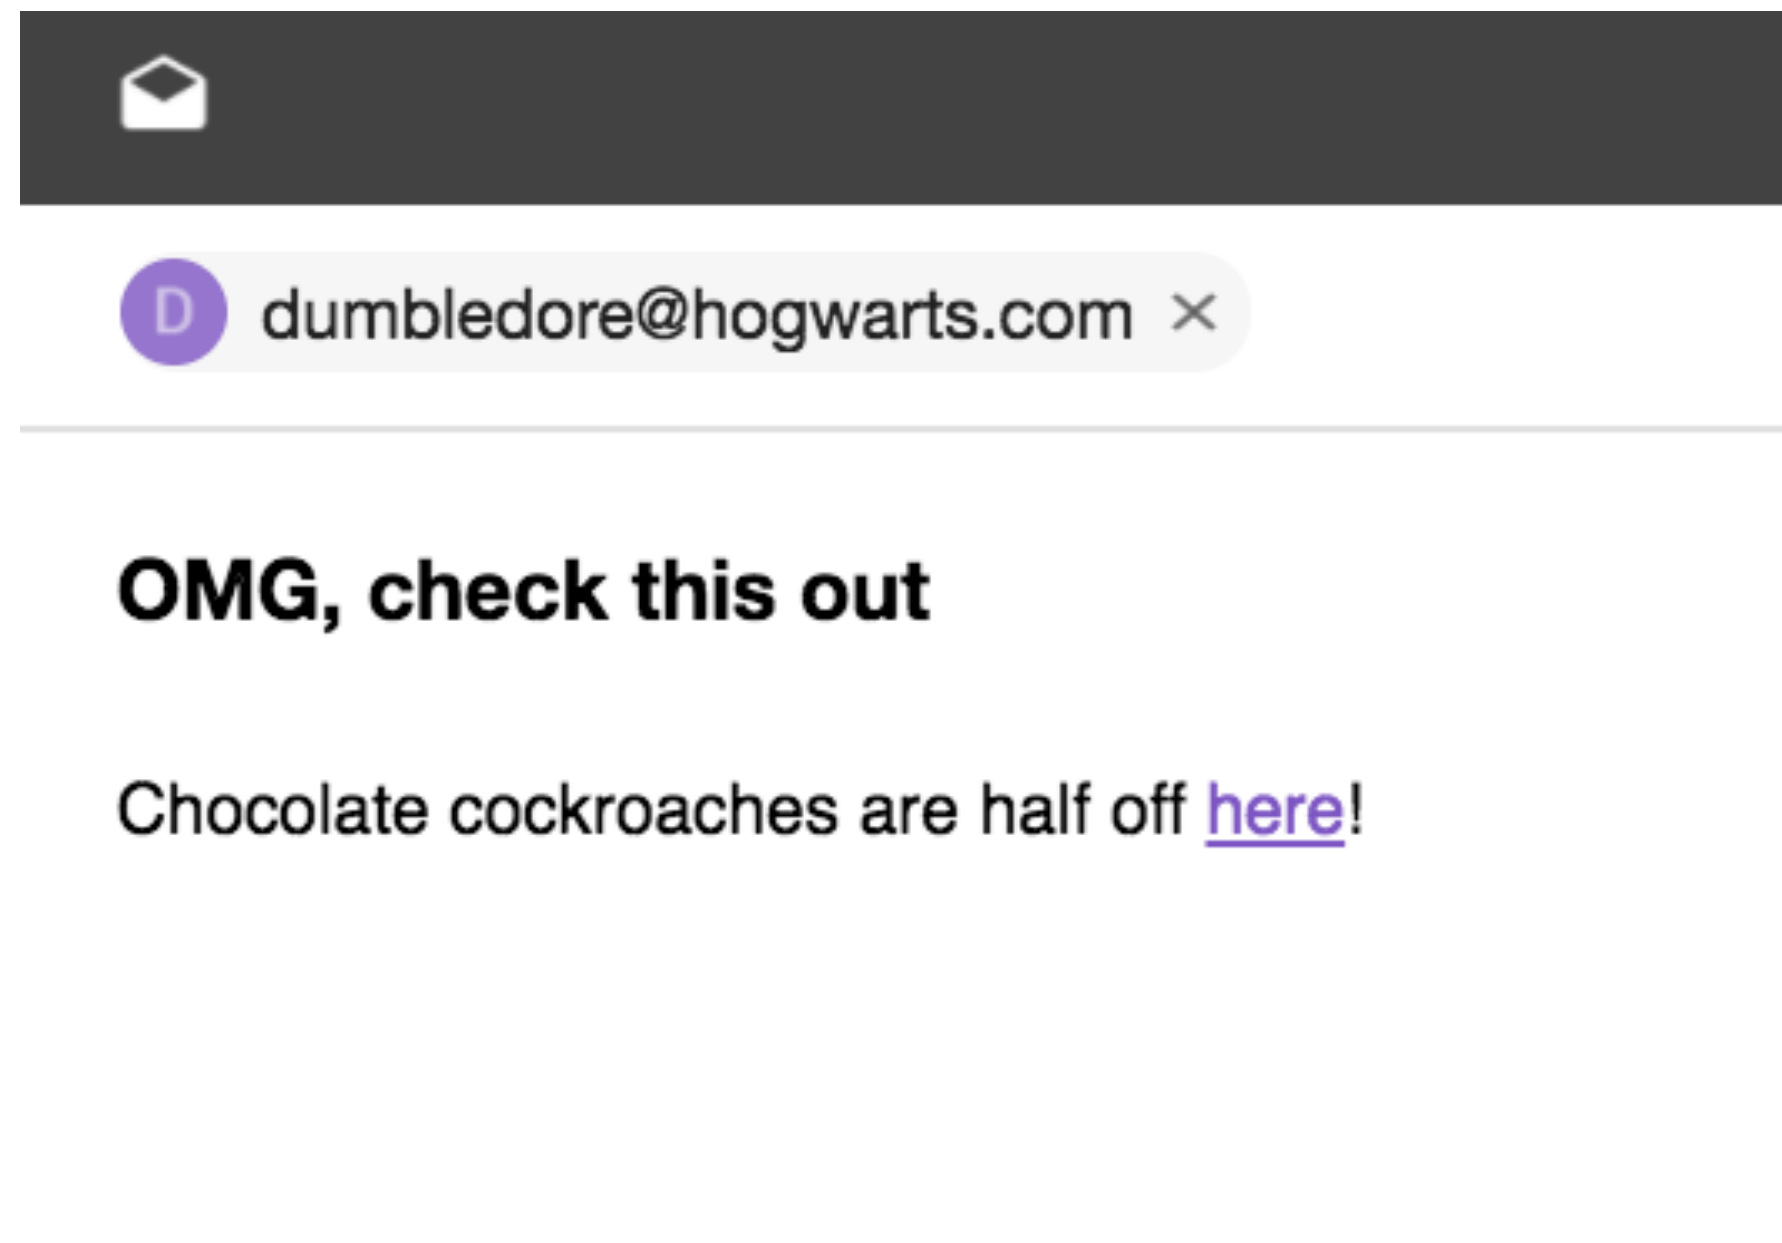 D dumbledore@hogwarts.com
OMG, check this out
Chocolate cockroaches are half off here!